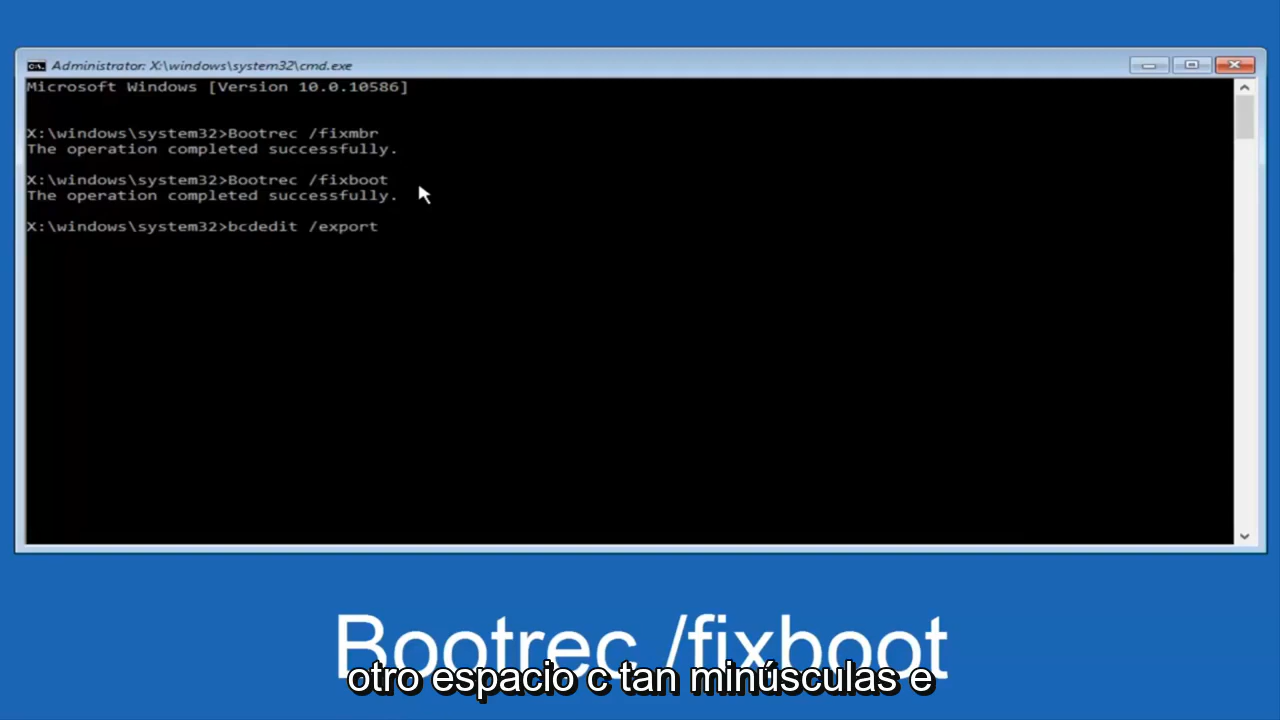 Administrator: X:\windows\system32\cmd.exe
Microsoft Windows [Version 10.0.10586]
X:\windows\system32>Bootrec /fixmbr
The operation completed successfully.
X:\windows\system32>Bootrec /fixboot
The operation completed successfully.
X:\windows\system32>bcdedit /export
Bootrec /fixboot
otro espacio c tan minúsculas e